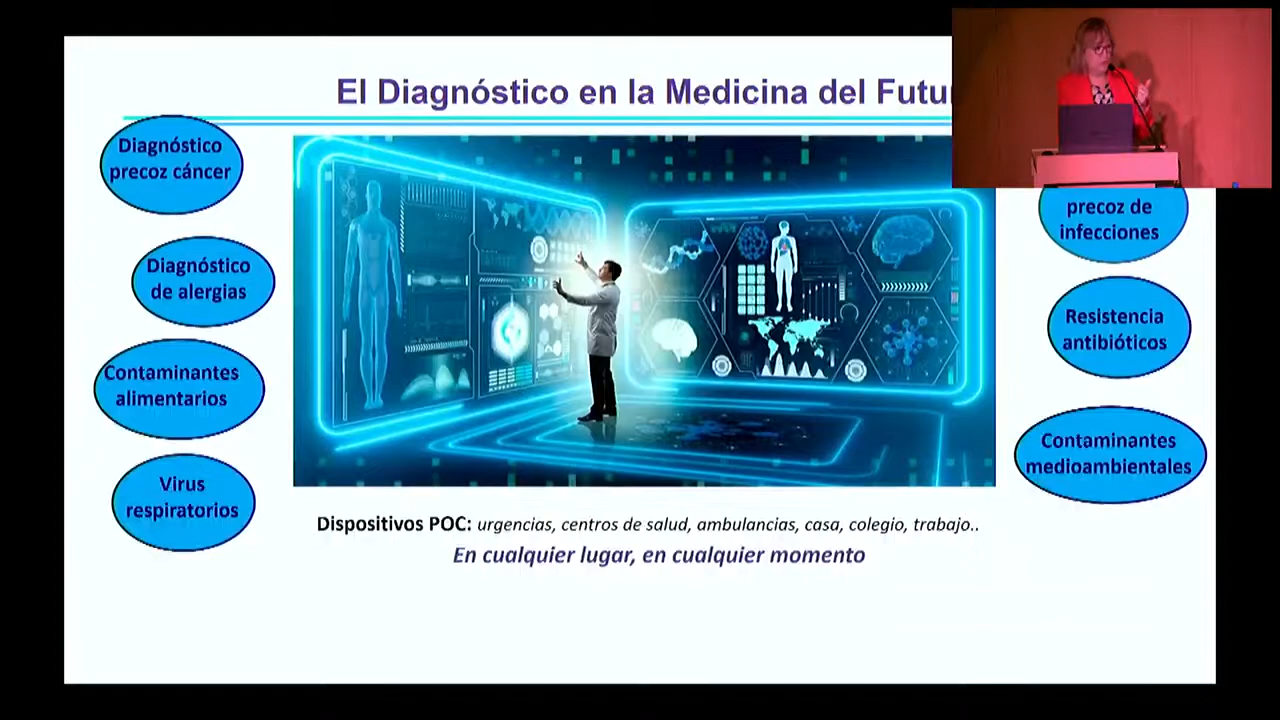 El Diagnóstico en la Medicina del
Diagnóstico
precoz cáncer
Diagnóstico
de alergias
Contaminantes
alimentarios
Virus
respiratorios
precoz de
infecciones
Resistencia
antibióticos
Contaminantes
medioambientales
Dispositivos POC: urgencias, centros de salud, ambulancias, casa, colegio, trabajo..
En cualquier lugar, en cualquier momento